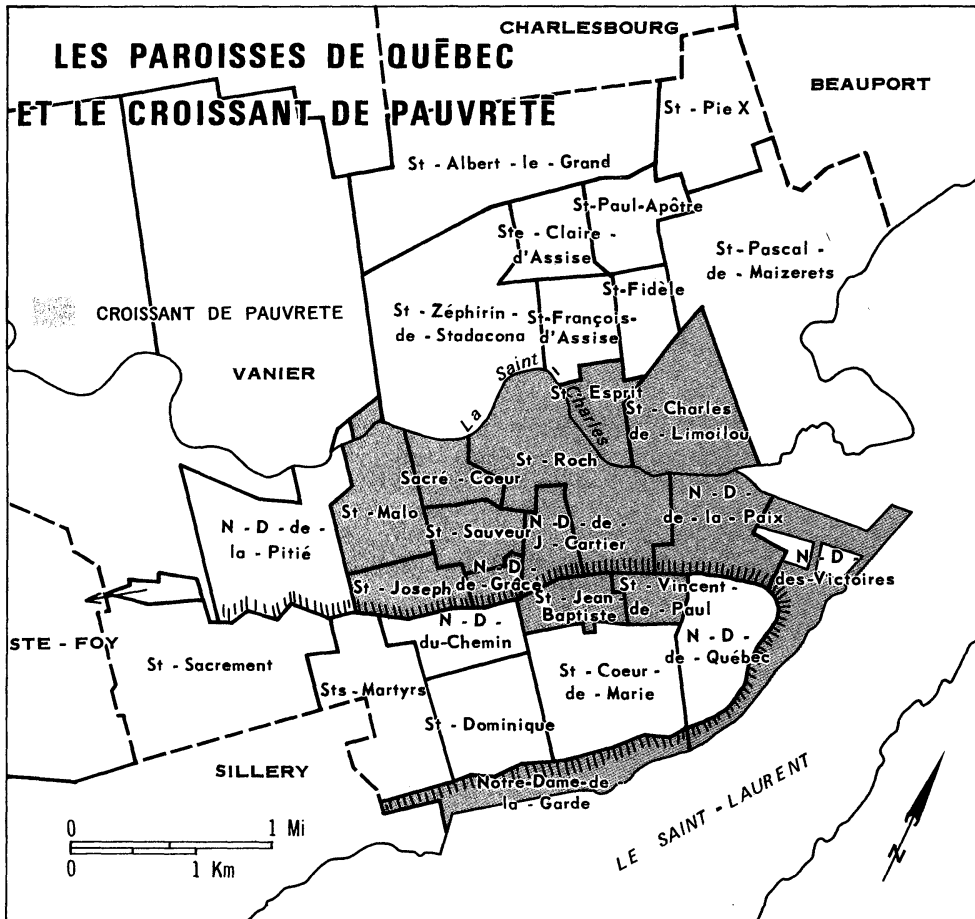 CHARLESBOURG
LES PAROISSES DE QUÉBEC
BEAUPORT
ET LE CROISSANT DE PAUVRETÉ
St - Pie X
St - Albert - le - Grand
St-Paul-Apôtre
Ste - Claire -
d'Assise
St-Pascal -
de - Maizerets
St-Fidèle
CROISSANT DE PAUVRETE
St - Zéphirin -
de - Stadacona
St-François-
d'Assise
VANIER
La Saint - Charles
St - Esprit
St - Charles
de - Limoilou
St - Roch
Sacré - Coeur
St - Malo
N - D - de -
la - Pitié
St - Sauveur
N - D - de -
J - Cartier
N - D - de -
de - la - Paix
N - D -
des-Victoires
St - Joseph
N - D -
de-Grâce
St - Jean -
Baptiste
St - Vincent -
de - Paul
N - D -
du-Chemin
N - D -
de - Québec
STE - FOY
St - Sacrement
Sts-Martyrs
St - Coeur -
de - Marie
St - Dominique
SILLERY
Notre-Dame-de-
la - Garde
LE SAINT - LAURENT
0 1 Mi
0 1 Km
N